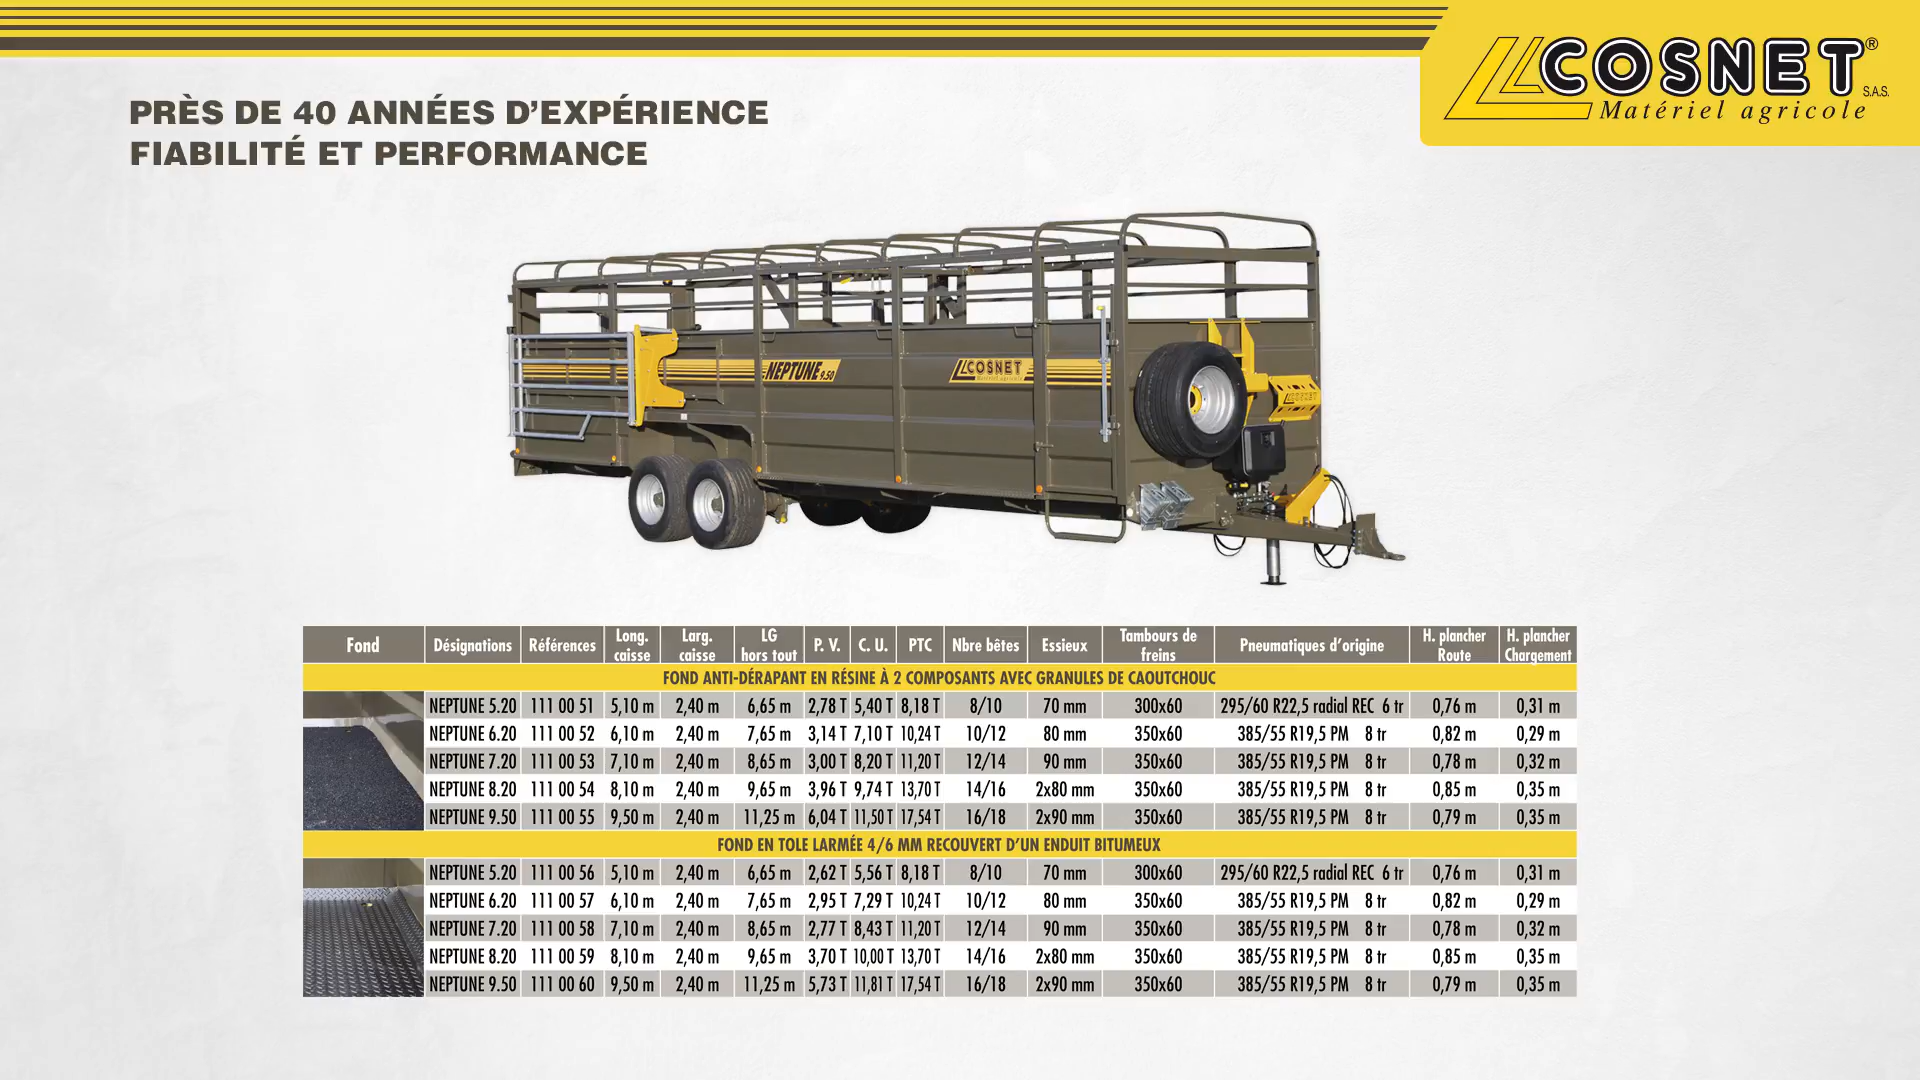 COSNET®
S.A.S.
Matériel agricole
PRÈS DE 40 ANNÉES D'EXPÉRIENCE
FIABILITÉ ET PERFORMANCE
NEPTUNE 9.50
COSNET
Matériel agricole
COSNET
Fond Désignations Références Long. caisse Larg. caisse LG hors tout P. V. C. U. PTC Nbre bêtes Essieux Tambours de freins Pneumatiques d'origine H. plancher Route H. plancher Chargement
FOND ANTI-DÉRAPANT EN RÉSINE À 2 COMPOSANTS AVEC GRANULES DE CAOUTCHOUC
NEPTUNE 5.20 111 00 51 5,10 m 2,40 m 6,65 m 2,78 T 5,40 T 8,18 T 8/10 70 mm 300x60 295/60 R22,5 radial REC 6 tr 0,76 m 0,31 m
NEPTUNE 6.20 111 00 52 6,10 m 2,40 m 7,65 m 3,14 T 7,10 T 10,24 T 10/12 80 mm 350x60 385/55 R19,5 PM 8 tr 0,82 m 0,29 m
NEPTUNE 7.20 111 00 53 7,10 m 2,40 m 8,65 m 3,00 T 8,20 T 11,20 T 12/14 90 mm 350x60 385/55 R19,5 PM 8 tr 0,78 m 0,32 m
NEPTUNE 8.20 111 00 54 8,10 m 2,40 m 9,65 m 3,96 T 9,74 T 13,70 T 14/16 2x80 mm 350x60 385/55 R19,5 PM 8 tr 0,85 m 0,35 m
NEPTUNE 9.50 111 00 55 9,50 m 2,40 m 11,25 m 6,04 T 11,50 T 17,54 T 16/18 2x90 mm 350x60 385/55 R19,5 PM 8 tr 0,79 m 0,35 m
FOND EN TOLE LARMÉE 4/6 MM RECOUVERT D'UN ENDUIT BITUMEUX
NEPTUNE 5.20 111 00 56 5,10 m 2,40 m 6,65 m 2,62 T 5,56 T 8,18 T 8/10 70 mm 300x60 295/60 R22,5 radial REC 6 tr 0,76 m 0,31 m
NEPTUNE 6.20 111 00 57 6,10 m 2,40 m 7,65 m 2,95 T 7,29 T 10,24 T 10/12 80 mm 350x60 385/55 R19,5 PM 8 tr 0,82 m 0,29 m
NEPTUNE 7.20 111 00 58 7,10 m 2,40 m 8,65 m 2,77 T 8,43 T 11,20 T 12/14 90 mm 350x60 385/55 R19,5 PM 8 tr 0,78 m 0,32 m
NEPTUNE 8.20 111 00 59 8,10 m 2,40 m 9,65 m 3,70 T 10,00 T 13,70 T 14/16 2x80 mm 350x60 385/55 R19,5 PM 8 tr 0,85 m 0,35 m
NEPTUNE 9.50 111 00 60 9,50 m 2,40 m 11,25 m 5,73 T 11,81 T 17,54 T 16/18 2x90 mm 350x60 385/55 R19,5 PM 8 tr 0,79 m 0,35 m